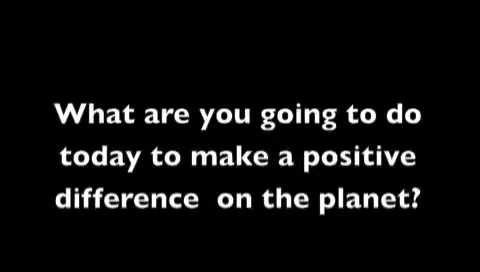 What are you going to do
today to make a positive
difference  on the planet?